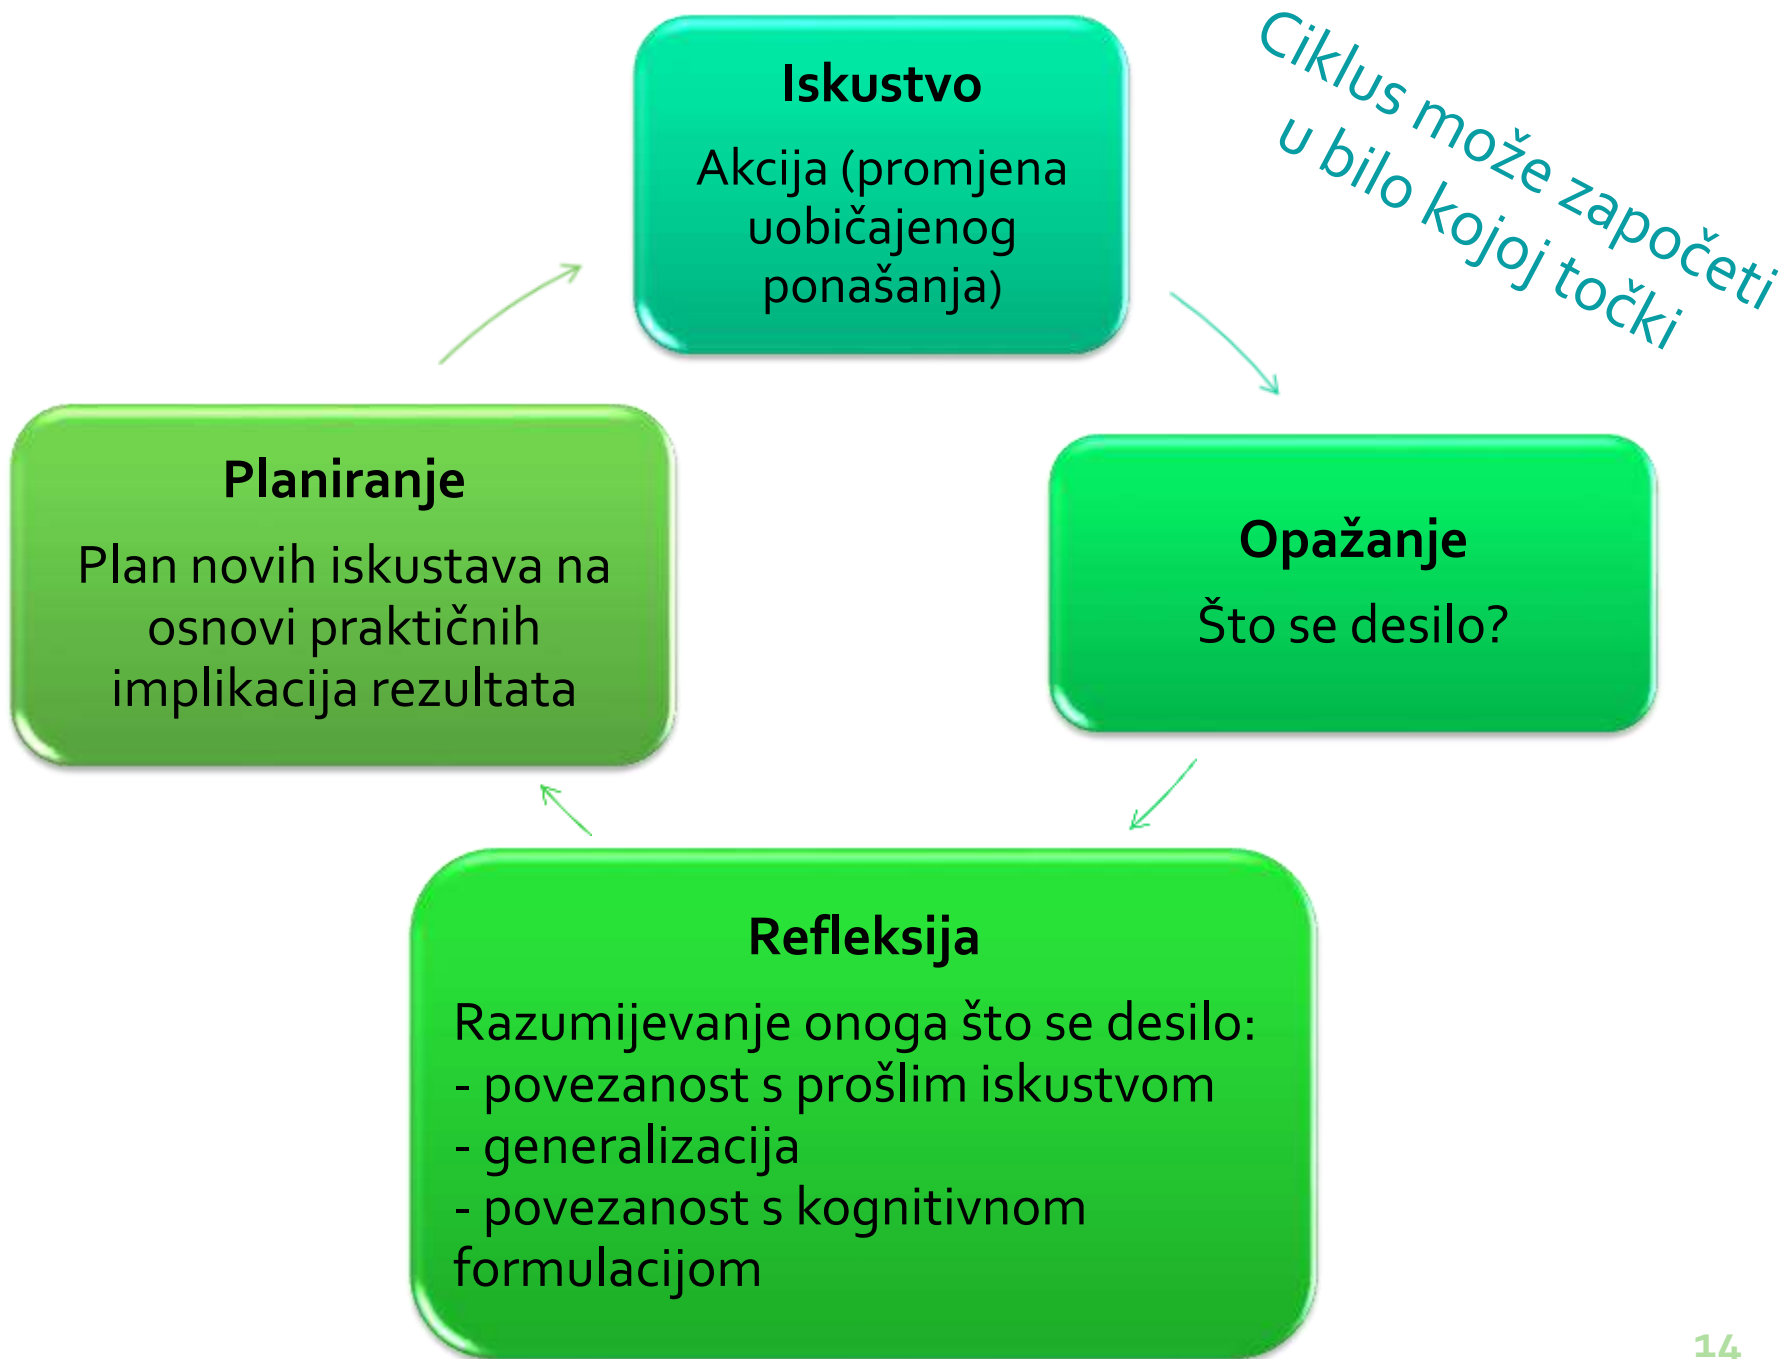 Iskustvo
Akcija (promjena
uobičajenog
ponašanja)
Ciklus može započeti
u bilo kojoj točki
Opažanje
Što se desilo?
Refleksija
Razumijevanje onoga što se desilo:
- povezanost s prošlim iskustvom
- generalizacija
- povezanost s kognitivnom
formulacijom
Planiranje
Plan novih iskustava na
osnovi praktičnih
implikacija rezultata
14